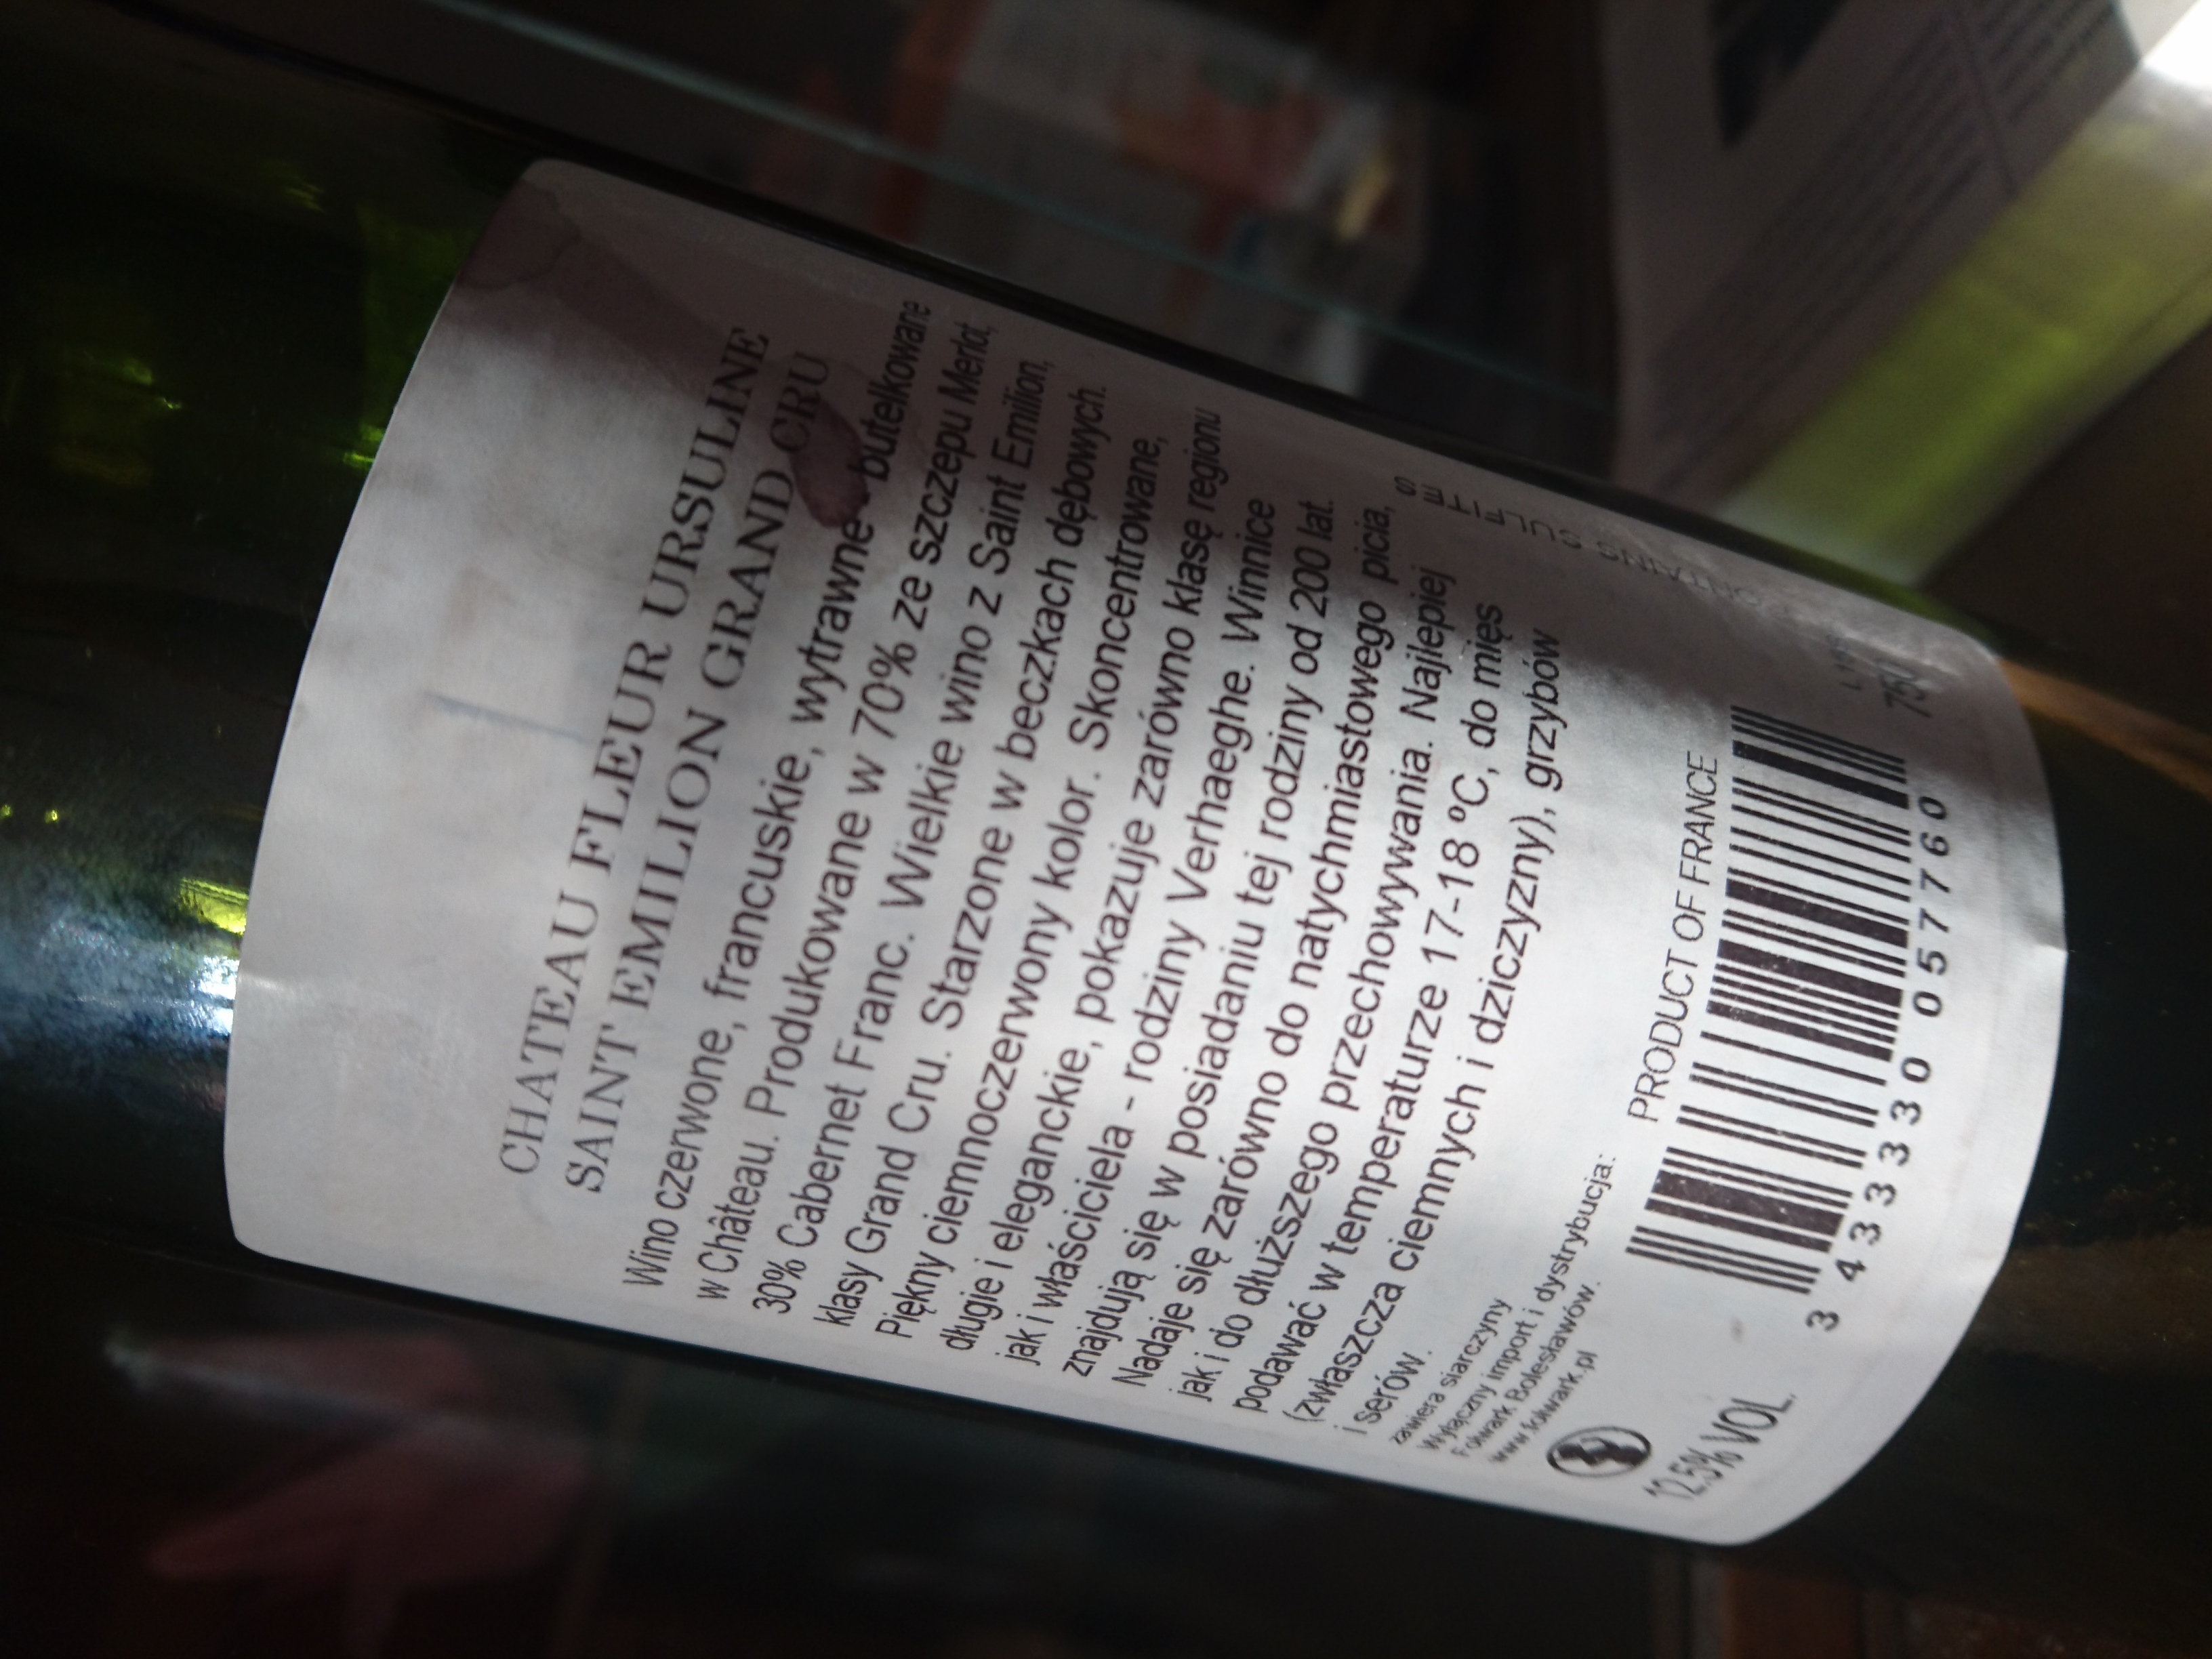 CHATEAU FLEUR URSULINE
SAINT EMILION GRAND CRU
Wino czerwone, francuskie, wytrawne butelkowane
w Château. Produkowane w 70% ze szczepu Merlot,
30% Cabernet Franc. Wielkie wino z Saint Emilion,
klasy Grand Cru. Starzone w beczkach dębowych.
Piękny ciemnoczerwony kolor. Skoncentrowane,
długie i eleganckie, pokazuje zarówno klasę regionu
jak i właściciela - rodziny Verhaeghe. Winnice
znajdują się w posiadaniu tej rodziny od 200 lat.
Nadaje się zarówno do natychmiastowego picia,
jak i do dłuższego przechowywania. Najlepiej
podawać w temperaturze 17-18 ºC, do mięs
(zwłaszcza ciemnych i dziczyzny), grzybów
i serów.
zawiera siarczyny
Wyłączny import i dystrybucja:
Folwark Bolesławów.
www.folwark.pl
PRODUCT OF FRANCE
SULFITES
12.5% VOL.
3 433330 057760